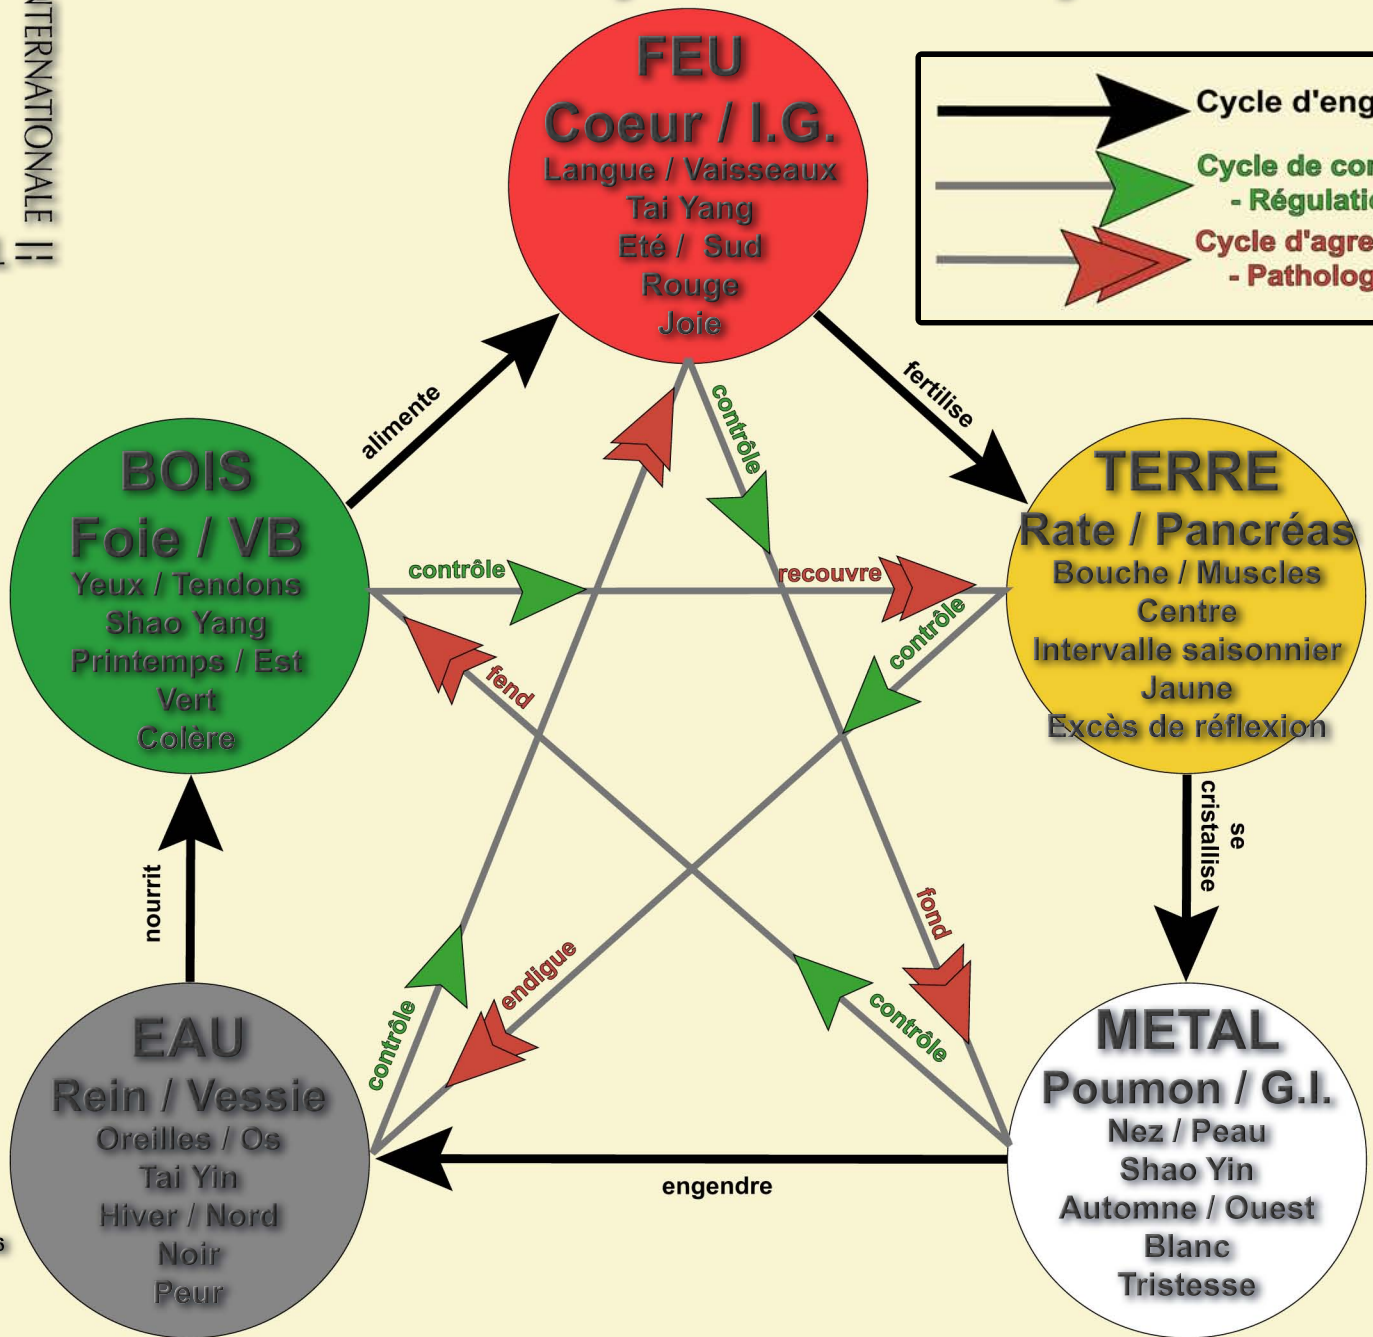 INTERNATIONALE
FEU
Coeur / I.G.
Langue / Vaisseaux
Tai Yang
Eté / Sud
Rouge
Joie
Cycle d'eng
Cycle de con
- Régulati
Cycle d'agre
- Patholog
alimente
fertilise
BOIS
Foie / VB
Yeux / Tendons
Shao Yang
Printemps / Est
Vert
Colère
TERRE
Rate / Pancréas
Bouche / Muscles
Centre
Intervalle saisonnier
Jaune
Excès de réflexion
contrôle
contrôle
recouvre
contrôle
fend
nourrit
se
cristallise
fond
endigue
contrôle
contrôle
EAU
Rein / Vessie
Oreilles / Os
Tai Yin
Hiver / Nord
Noir
Peur
engendre
METAL
Poumon / G.I.
Nez / Peau
Shao Yin
Automne / Ouest
Blanc
Tristesse
6